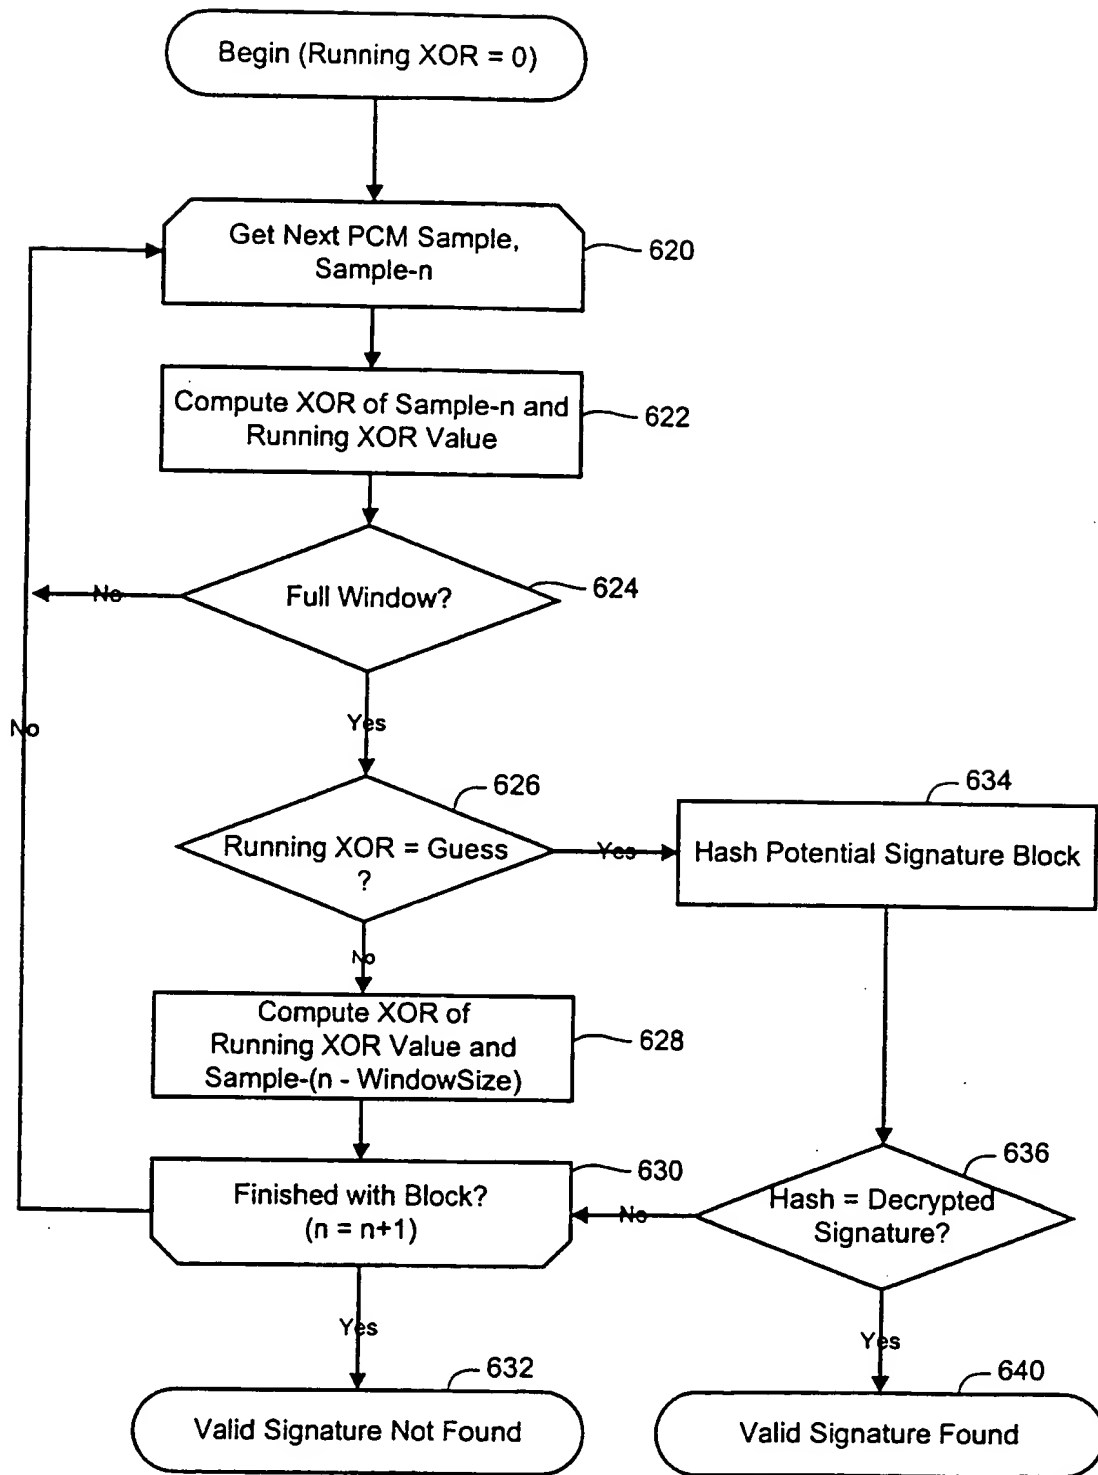 Begin (Running XOR = 0)
Get Next PCM Sample,
Sample-n
620
Compute XOR of Sample-n and
Running XOR Value
622
Full Window?
624
No
No
Yes
626
Running XOR = Guess
?
Yes
634
Hash Potential Signature Block
No
Compute XOR of
Running XOR Value and
Sample-(n - WindowSize)
628
630
Finished with Block?
(n = n+1)
No
636
Hash = Decrypted
Signature?
Yes
Yes
632
Valid Signature Not Found
640
Valid Signature Found